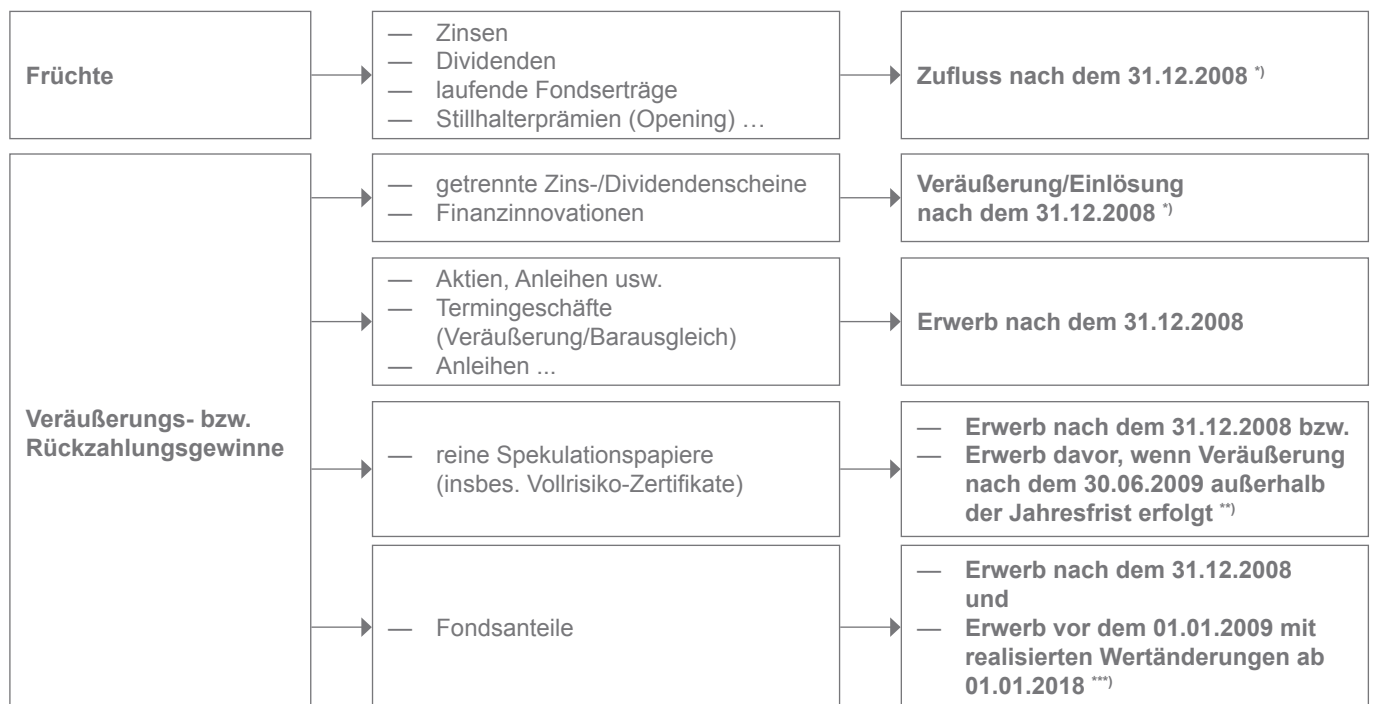 Früchte
— Zinsen
— Dividenden
— laufende Fondserträge
— Stillhalterprämien (Opening) …
Zufluss nach dem 31.12.2008 *)
Veräußerungs- bzw.
Rückzahlungsgewinne
— getrennte Zins-/Dividendenscheine
— Finanzinnovationen
Veräußerung/Einlösung
nach dem 31.12.2008 *)
— Aktien, Anleihen usw.
— Termingeschäfte
(Veräußerung/Barausgleich)
— Anleihen ...
Erwerb nach dem 31.12.2008
— reine Spekulationspapiere
(insbes. Vollrisiko-Zertifikate)
— Erwerb nach dem 31.12.2008 bzw.
— Erwerb davor, wenn Veräußerung
nach dem 30.06.2009 außerhalb
der Jahresfrist erfolgt **)
— Fondsanteile
— Erwerb nach dem 31.12.2008
und
— Erwerb vor dem 01.01.2009 mit
realisierten Wertänderungen ab
01.01.2018 ***)